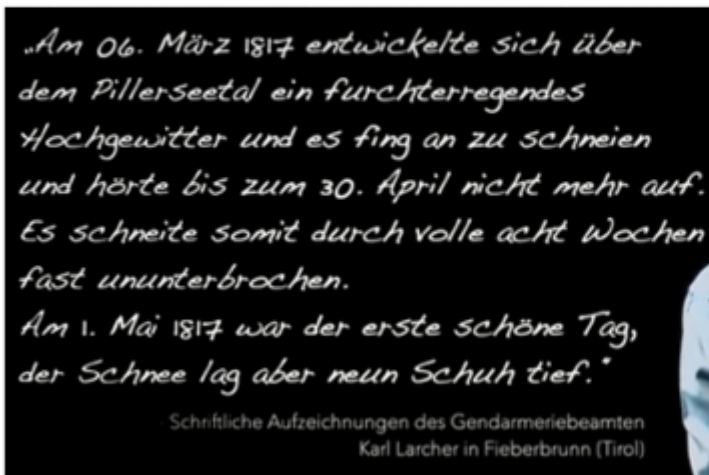 „Am 06. März 1817 entwickelte sich über
dem Pillerseetal ein furchterregendes
Hochgewitter und es fing an zu schneien
und hörte bis zum 30. April nicht mehr auf.
Es schneite somit durch volle acht Wochen
fast ununterbrochen.
Am 1. Mai 1817 war der erste schöne Tag,
der Schnee lag aber neun Schuh tief."
- Schriftliche Aufzeichnungen des Gendarmeriebeamten
Karl Larcher in Fieberbrunn (Tirol)